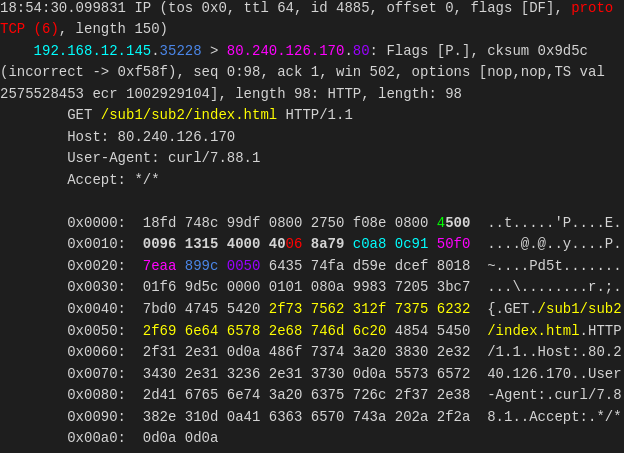 18:54:30.099831 IP (tos 0x0, ttl 64, id 4885, offset 0, flags [DF], proto
TCP (6), length 150)
192.168.12.145.35228 > 80.240.126.170.80: Flags [P.], cksum 0x9d5c
(incorrect -> 0xf58f), seq 0:98, ack 1, win 502, options [nop,nop,TS val
2575528453 ecr 1002929104], length 98: HTTP, length: 98
GET /sub1/sub2/index.html HTTP/1.1
Host: 80.240.126.170
User-Agent: curl/7.88.1
Accept: */*
0x0000:  18fd 748c 99df 0800 2750 f08e 0800 4500  ..t.....'P....E.
0x0010:  0096 1315 4000 4006 8a79 c0a8 0c91 50f0  ....@.@..y....P.
0x0020:  7eaa 899c 0050 6435 74fa d59e dcef 8018  ~....Pd5t.......
0x0030:  01f6 9d5c 0000 0101 080a 9983 7205 3bc7  ...\........r.;.
0x0040:  7bd0 4745 5420 2f73 7562 312f 7375 6232  {.GET./sub1/sub2
0x0050:  2f69 6e64 6578 2e68 746d 6c20 4854 5450  /index.html.HTTP
0x0060:  2f31 2e31 0d0a 486f 7374 3a20 3830 2e32  /1.1..Host:.80.2
0x0070:  3430 2e31 3236 2e31 3730 0d0a 5573 6572  40.126.170..User
0x0080:  2d41 6765 6e74 3a20 6375 726c 2f37 2e38  -Agent:.curl/7.8
0x0090:  382e 310d 0a41 6363 6570 743a 202a 2f2a  8.1..Accept:.*/*
0x00a0:  0d0a 0d0a